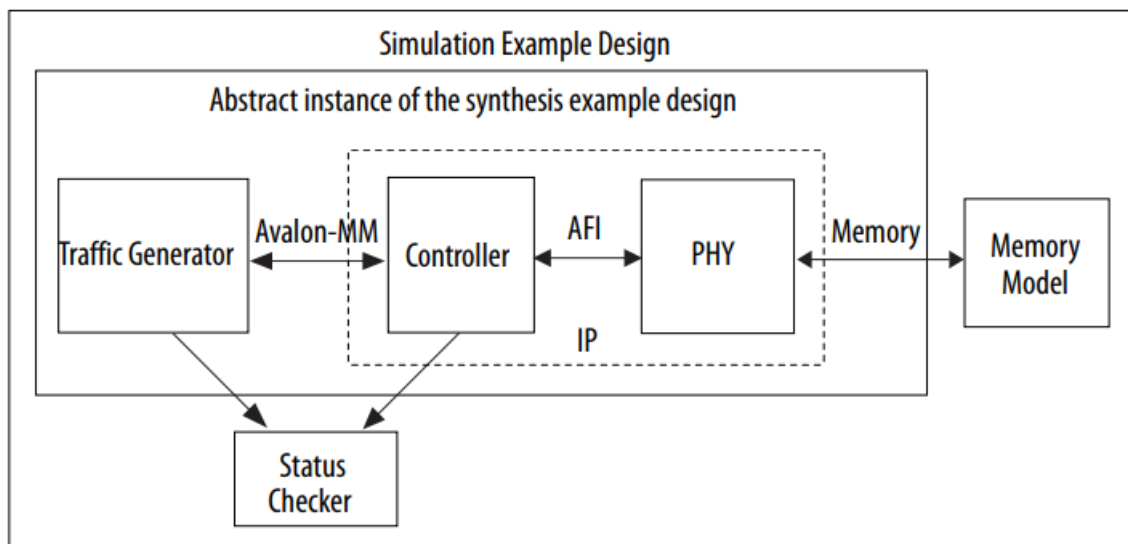 Simulation Example Design
Abstract instance of the synthesis example design
Traffic Generator
Avalon-MM
Controller
AFI
PHY
Memory
Memory
Model
IP
Status
Checker